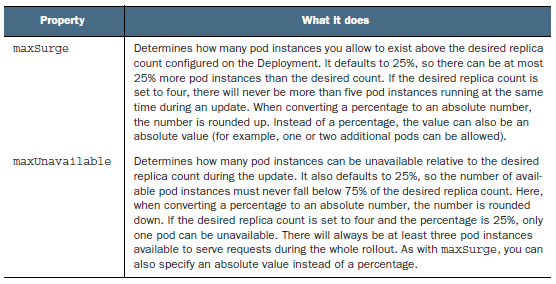 Property What it does
maxSurge Determines how many pod instances you allow to exist above the desired replica
count configured on the Deployment. It defaults to 25%, so there can be at most
25% more pod instances than the desired count. If the desired replica count is
set to four, there will never be more than five pod instances running at the same
time during an update. When converting a percentage to an absolute number,
the number is rounded up. Instead of a percentage, the value can also be an
absolute value (for example, one or two additional pods can be allowed).
maxUnavailable Determines how many pod instances can be unavailable relative to the desired
replica count during the update. It also defaults to 25%, so the number of avail-
able pod instances must never fall below 75% of the desired replica count. Here,
when converting a percentage to an absolute number, the number is rounded
down. If the desired replica count is set to four and the percentage is 25%, only
one pod can be unavailable. There will always be at least three pod instances
available to serve requests during the whole rollout. As with maxSurge, you can
also specify an absolute value instead of a percentage.